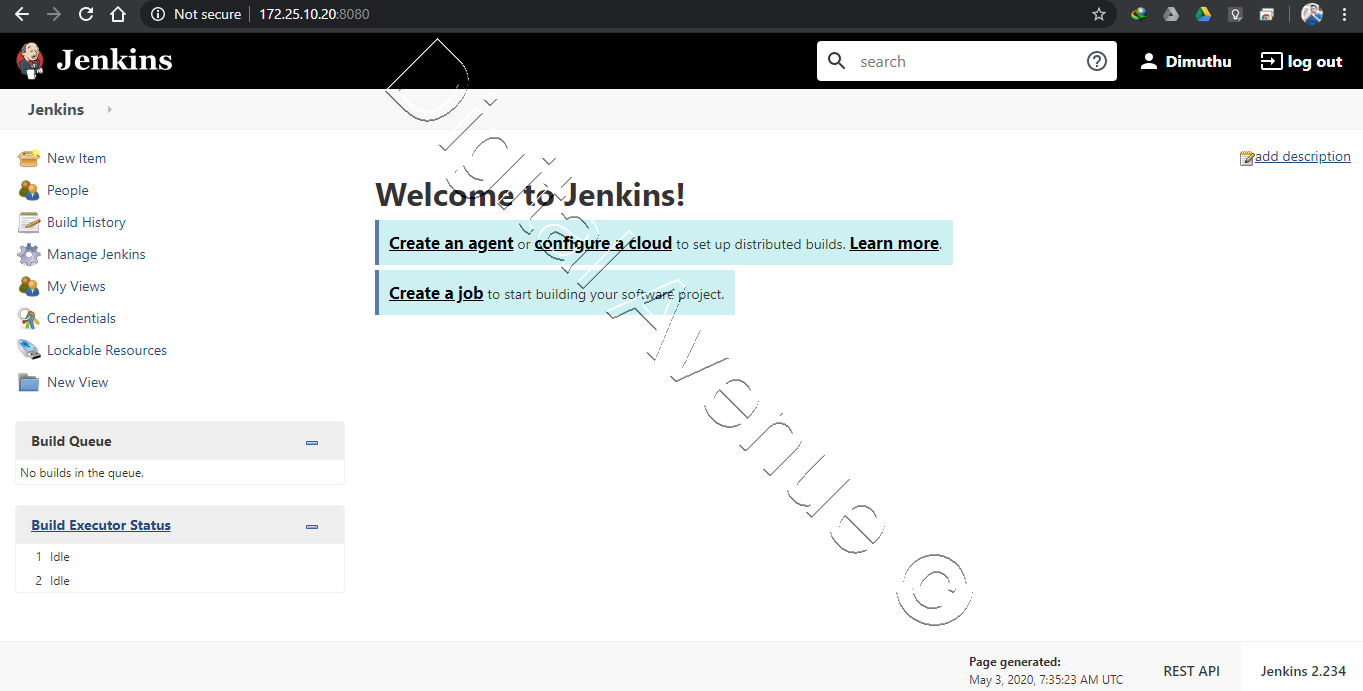 Not secure 172.25.10.20:8080
Jenkins
search
Dimuthu
log out
Jenkins
New Item
People
Build History
Manage Jenkins
My Views
Credentials
Lockable Resources
New View
Build Queue
No builds in the queue.
Build Executor Status
1 Idle
2 Idle
add description
Welcome to Jenkins!
Create an agent or configure a cloud to set up distributed builds. Learn more.
Create a job to start building your software project.
Digital Avenue ©
Page generated:
May 3, 2020, 7:35:23 AM UTC
REST API
Jenkins 2.234